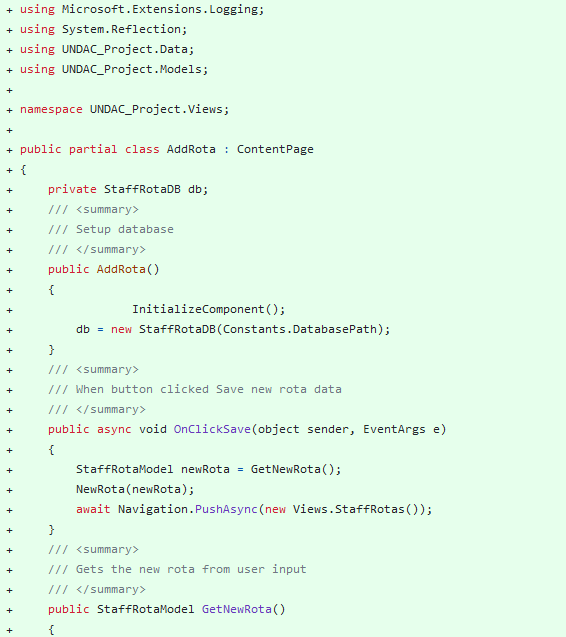 + using Microsoft.Extensions.Logging;
+ using System.Reflection;
+ using UNDAC_Project.Data;
+ using UNDAC_Project.Models;
+
+ namespace UNDAC_Project.Views;
+
+ public partial class AddRota : ContentPage
+ {
+     private StaffRotaDB db;
+     /// <summary>
+     /// Setup database
+     /// </summary>
+     public AddRota()
+     {
+                 InitializeComponent();
+         db = new StaffRotaDB(Constants.DatabasePath);
+     }
+     /// <summary>
+     /// When button clicked Save new rota data
+     /// </summary>
+     public async void OnClickSave(object sender, EventArgs e)
+     {
+         StaffRotaModel newRota = GetNewRota();
+         NewRota(newRota);
+         await Navigation.PushAsync(new Views.StaffRotas());
+     }
+     /// <summary>
+     /// Gets the new rota from user input
+     /// </summary>
+     public StaffRotaModel GetNewRota()
+     {